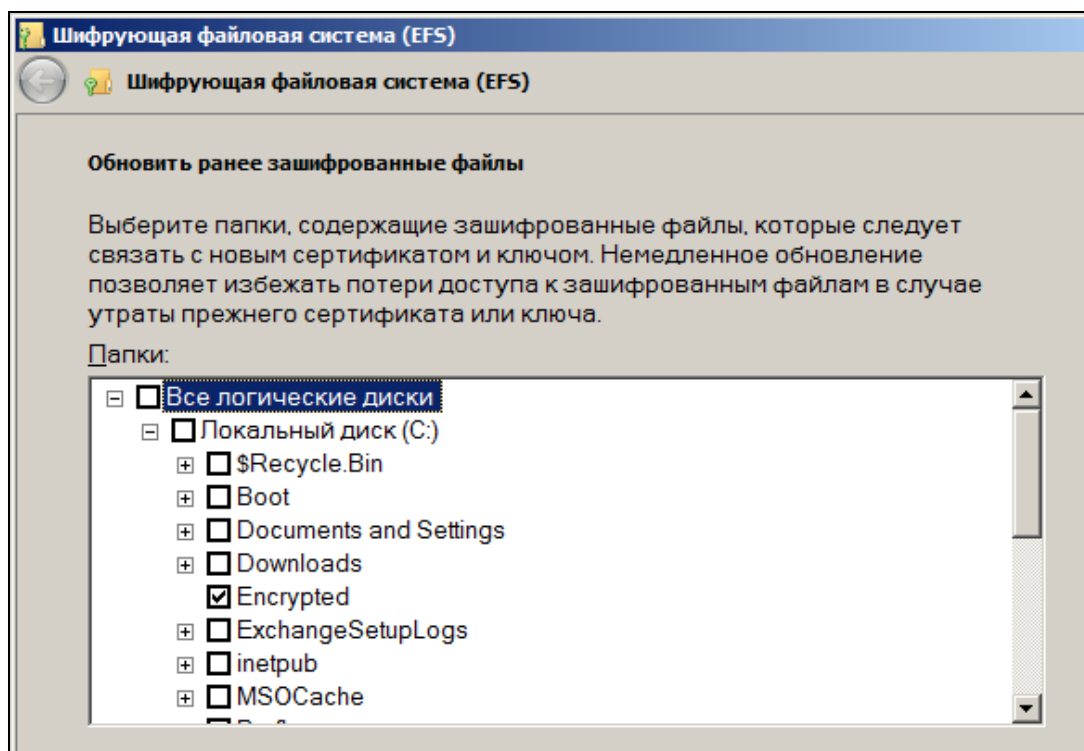 Шифрующая файловая система (EFS)
Шифрующая файловая система (EFS)
Обновить ранее зашифрованные файлы
Выберите папки, содержащие зашифрованные файлы, которые следует
связать с новым сертификатом и ключом. Немедленное обновление
позволяет избежать потери доступа к зашифрованным файлам в случае
утраты прежнего сертификата или ключа.
Папки:
Все логические диски
Локальный диск (C:)
$Recycle.Bin
Boot
Documents and Settings
Downloads
Encrypted
ExchangeSetupLogs
inetpub
MSOCache